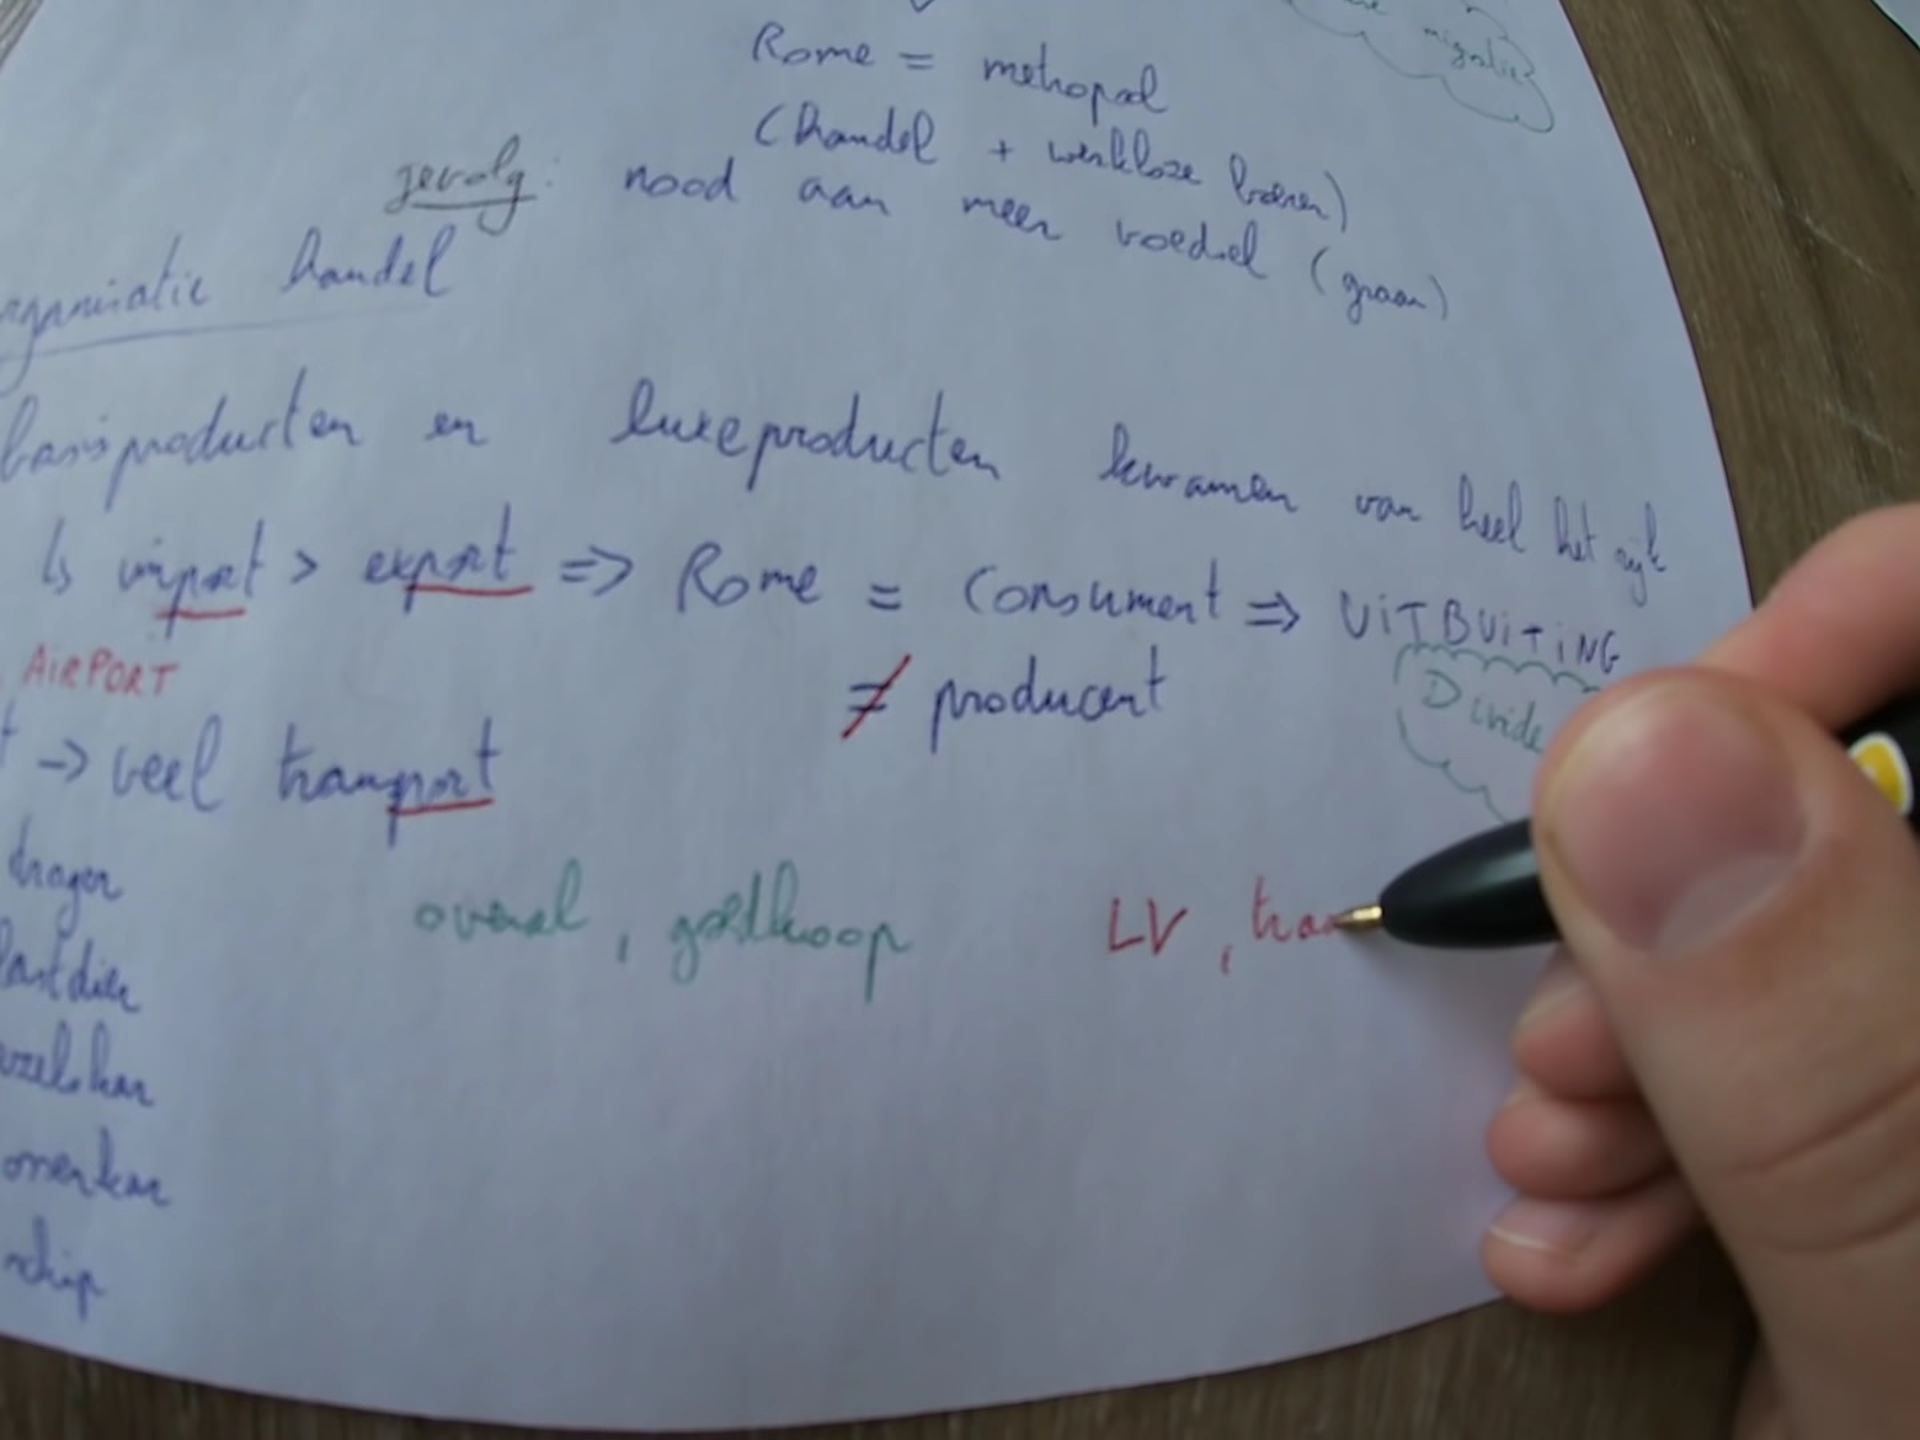 migratie?
Rome = metropol
(handel + werkloze boeren)
gevolg: nood aan meer voedsel (graan)
organisatie handel
basisproducten en luxeproducten kwamen van heel het rijk
↳ import > export => Rome = consument => UiTBUiTiNG
AiRPORT
≠ producent
Divide
-> veel transport
drager
overal, goedkoop
LV, traa
lastdier
ezelskar
ossenkar
schip